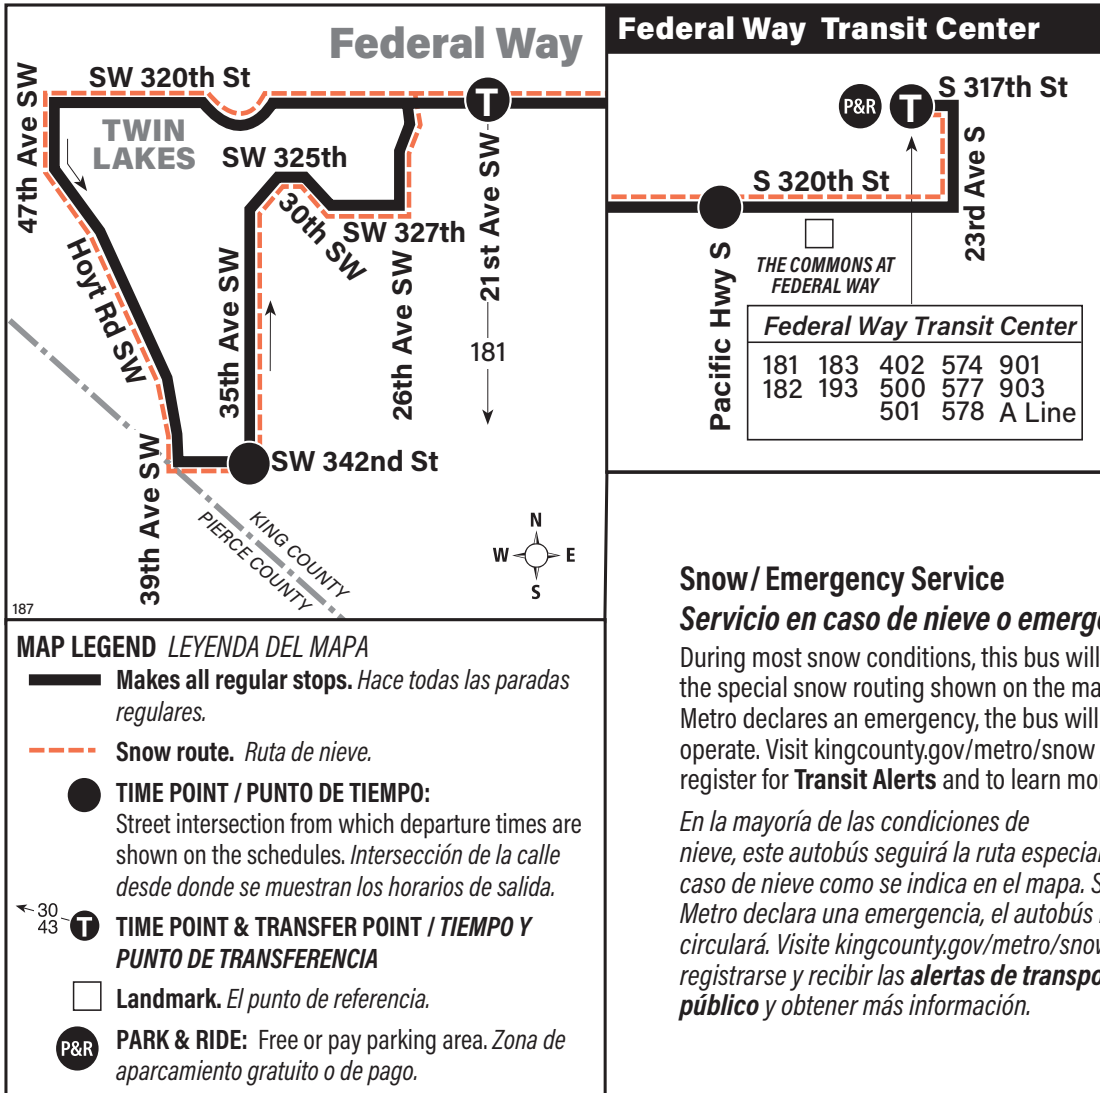 Federal Way
SW 320th St
47th Ave SW
TWIN
LAKES
SW 325th
30th SW
SW 327th
21st Ave SW
181
Hoyt Rd SW
35th Ave SW
26th Ave SW
SW 342nd St
39th Ave SW
KING COUNTY
PIERCE COUNTY
N
W E
S
187
Federal Way Transit Center
P&R
T
S 317th St
S 320th St
23rd Ave S
THE COMMONS AT
FEDERAL WAY
Pacific Hwy S
Federal Way Transit Center
181 183 402 574 901
182 193 500 577 903
501 578 A Line
T
MAP LEGEND LEYENDA DEL MAPA
Makes all regular stops. Hace todas las paradas
regulares.
Snow route. Ruta de nieve.
TIME POINT / PUNTO DE TIEMPO:
Street intersection from which departure times are
shown on the schedules. Intersección de la calle
desde donde se muestran los horarios de salida.
30
43
T
TIME POINT & TRANSFER POINT / TIEMPO Y
PUNTO DE TRANSFERENCIA
Landmark. El punto de referencia.
P&R
PARK & RIDE: Free or pay parking area. Zona de
aparcamiento gratuito o de pago.
Snow/Emergency Service
Servicio en caso de nieve o emerg
During most snow conditions, this bus will
the special snow routing shown on the ma
Metro declares an emergency, the bus will
operate. Visit kingcounty.gov/metro/snow
register for Transit Alerts and to learn mo
En la mayoría de las condiciones de
nieve, este autobús seguirá la ruta especial
caso de nieve como se indica en el mapa. S
Metro declara una emergencia, el autobús
circulará. Visite kingcounty.gov/metro/snow
registrarse y recibir las alertas de transpo
público y obtener más información.